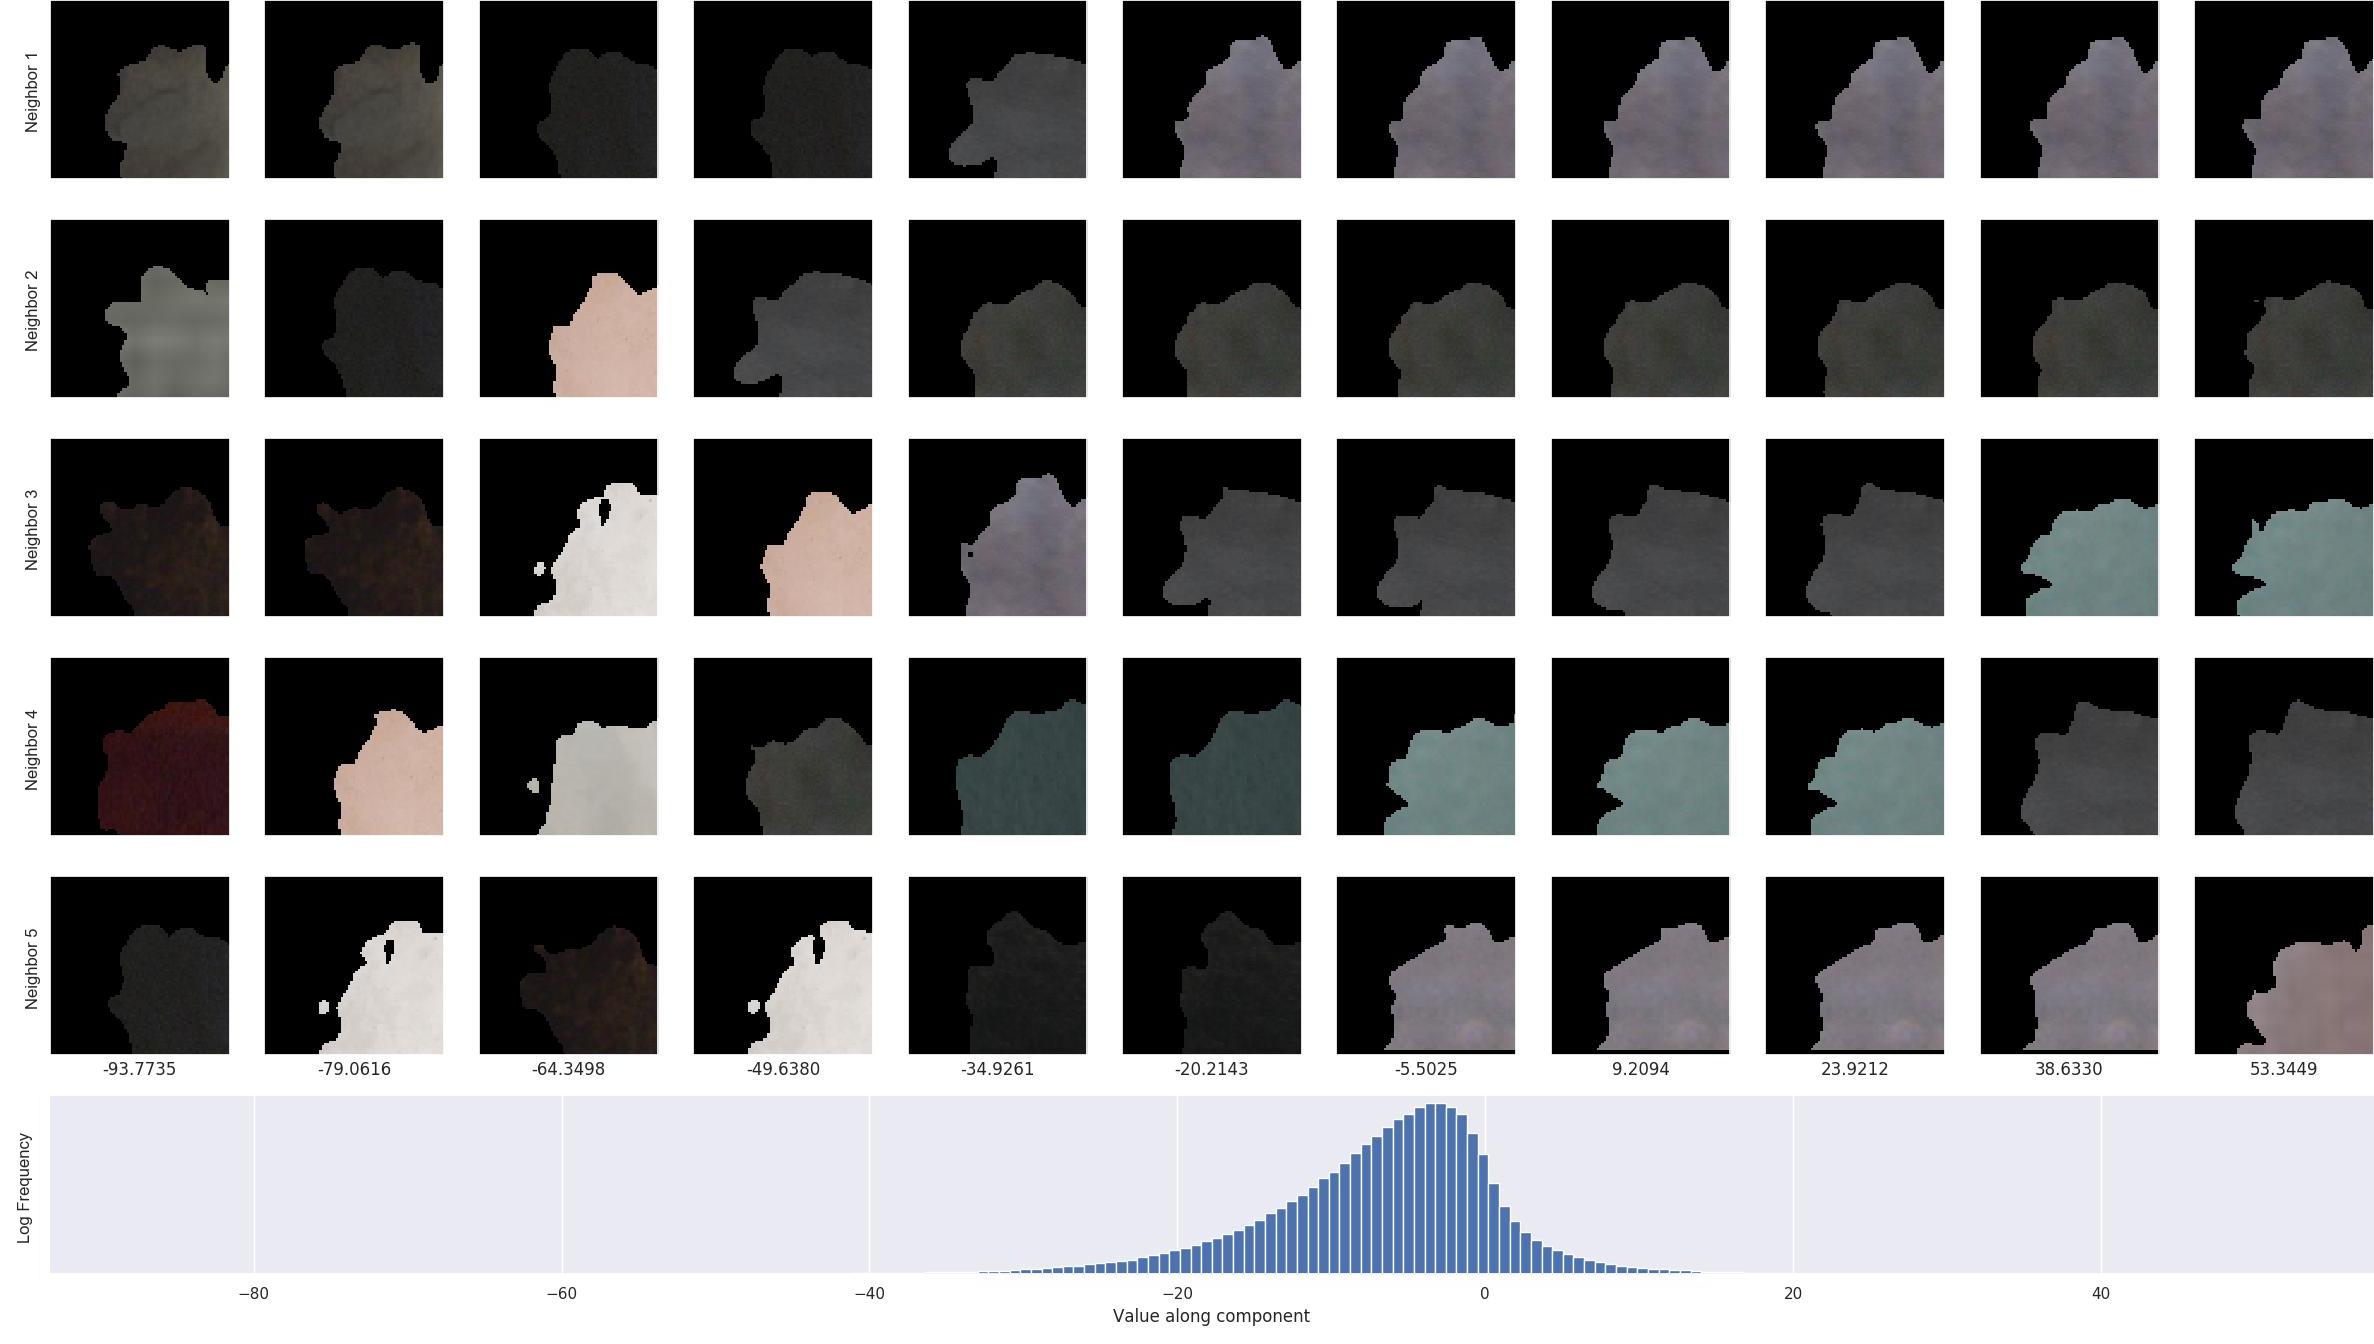 Neighbor 1
Neighbor 2
Neighbor 3
Neighbor 4
Neighbor 5
-93.7735 -79.0616 -64.3498 -49.6380 -34.9261 -20.2143 -5.5025 9.2094 23.9212 38.6330 53.3449
Log Frequency
−80 −60 −40 −20 0 20 40
Value along component